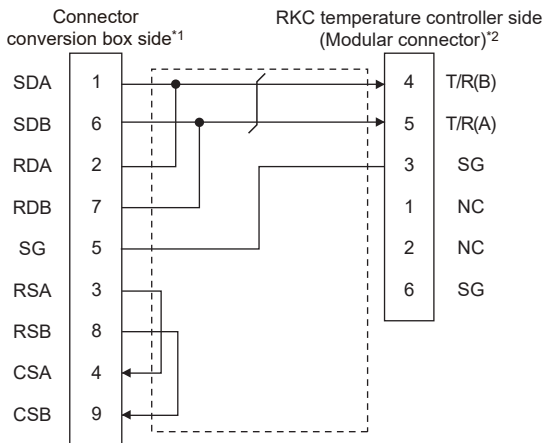 Connector
conversion box side*1
RKC temperature controller side
(Modular connector)*2
SDA 1 4 T/R(B)
SDB 6 5 T/R(A)
RDA 2 3 SG
RDB 7 1 NC
SG 5 2 NC
RSA 3 6 SG
RSB 8
CSA 4
CSB 9